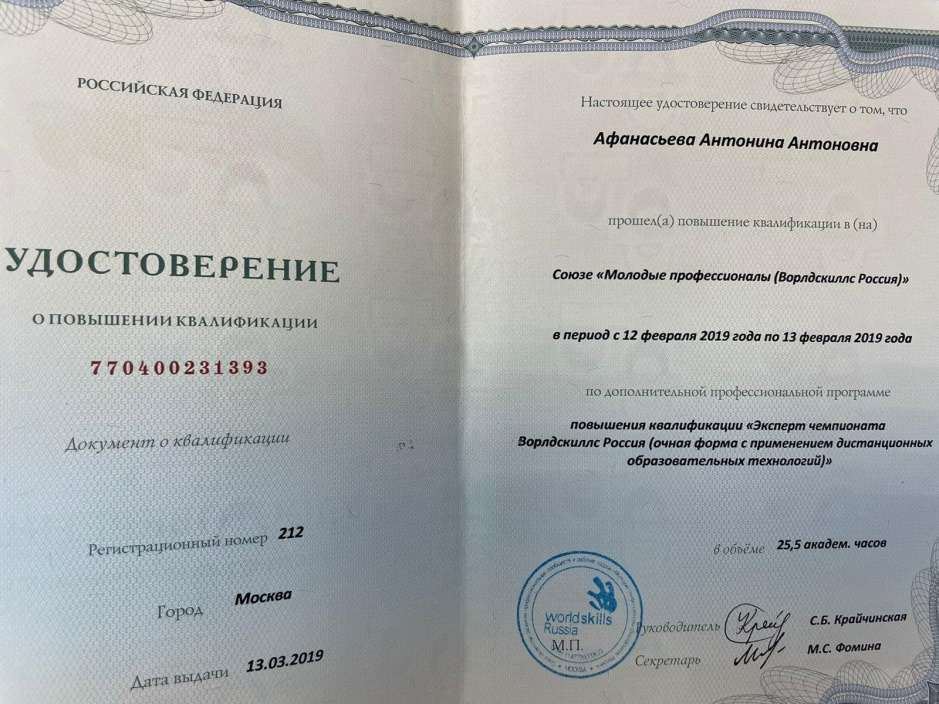 РОССИЙСКАЯ ФЕДЕРАЦИЯ
УДОСТОВЕРЕНИЕ
О ПОВЫШЕНИИ КВАЛИФИКАЦИИ
770400231393
Документ о квалификации
Регистрационный номер 212
Город Москва
Дата выдачи 13.03.2019
Настоящее удостоверение свидетельствует о том, что
Афанасьева Антонина Антоновна
прошел(а) повышение квалификации в (на)
Союзе «Молодые профессионалы (Ворлдскиллс Россия)»
в период с 12 февраля 2019 года по 13 февраля 2019 года
по дополнительной профессиональной программе
повышения квалификации «Эксперт чемпионата
Ворлдскиллс Россия (очная форма с применением дистанционных
образовательных технологий)»
в объёме 25,5 академ. часов
worldskills
Russia
М.П.
МОСКВА
Руководитель С.Б. Крайчинская
Секретарь М.С. Фомина